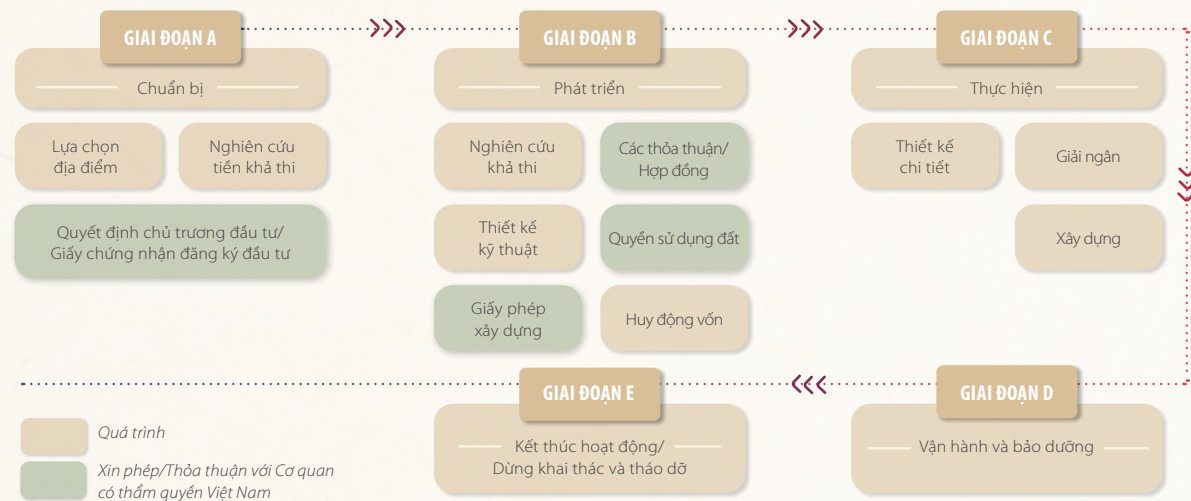 GIAI ĐOẠN A
Chuẩn bị
Lựa chọn
địa điểm
Nghiên cứu
tiền khả thi
Quyết định chủ trương đầu tư/
Giấy chứng nhận đăng ký đầu tư
GIAI ĐOẠN B
Phát triển
Nghiên cứu
khả thi
Các thỏa thuận/
Hợp đồng
Thiết kế
kỹ thuật
Quyền sử dụng đất
Giấy phép
xây dựng
Huy động vốn
GIAI ĐOẠN C
Thực hiện
Thiết kế
chi tiết
Giải ngân
Xây dựng
GIAI ĐOẠN D
Vận hành và bảo dưỡng
GIAI ĐOẠN E
Kết thúc hoạt động/
Dừng khai thác và tháo dỡ
Quá trình
Xin phép/Thỏa thuận với Cơ quan
có thẩm quyền Việt Nam